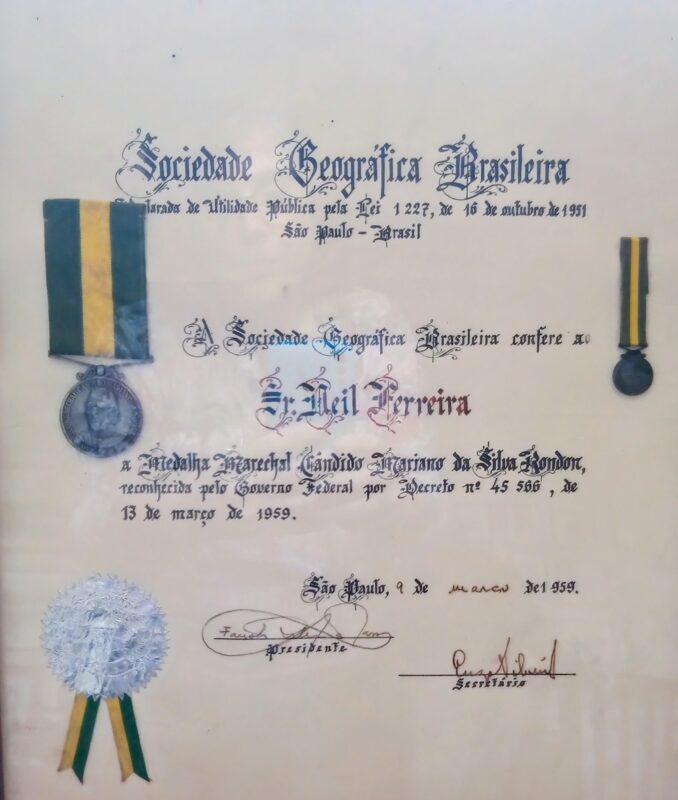 Sociedade Geográfica Brasileira
de Utilidade Pública pela Lei 1 227, de 16 de outubro de 1951
São Paulo - Brasil
A Sociedade Geográfica Brasileira confere ao
Sr. Neil Ferreira
a Medalha Marechal Cândido Mariano da Silva Rondon,
reconhecida pelo Governo Federal por Decreto nº 45 566, de
13 de março de 1959.
São Paulo, 9 de março de 1959.
Presidente
Secretário